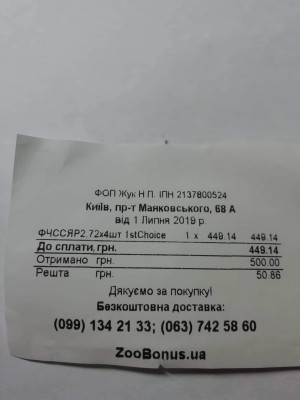 ФОП Жук Н.П. ІПН 2137800524
Київ, пр-т Маяковського, 68 А
від 1 Липня 2019 р.
ФЧССЯР2,72х4шт 1stChoice 1 x 449.14 449.14
До сплати, грн. 449.14
Отримано грн. 500.00
Решта грн. 50.86
Дякуємо за покупку!
Безкоштовна доставка:
(099) 134 21 33; (063) 742 58 60
ZooBonus.ua